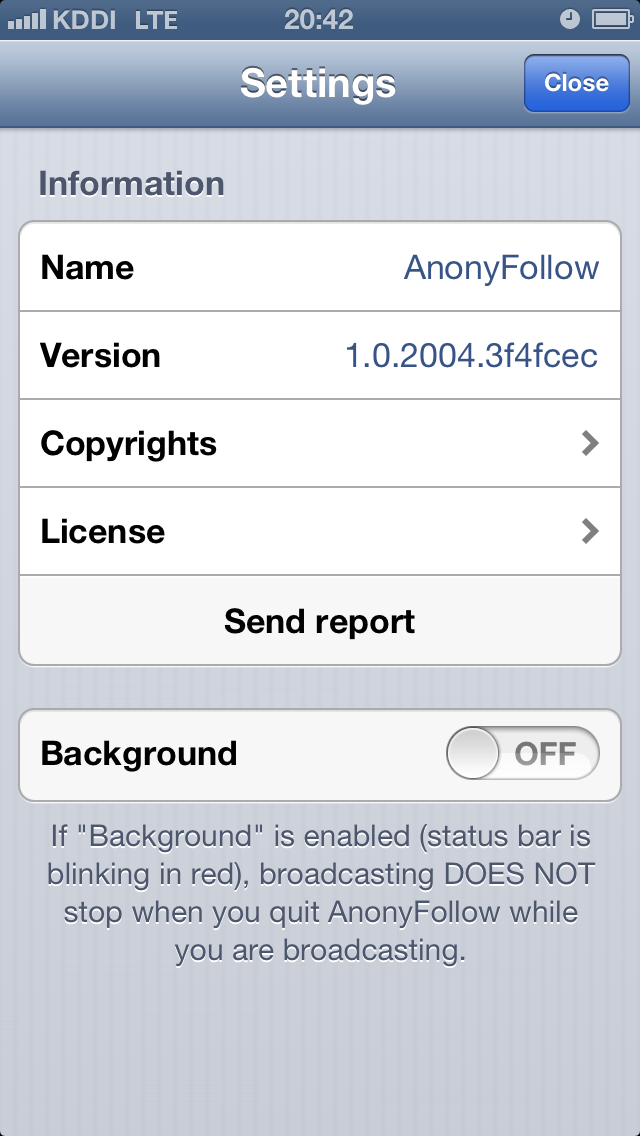 KDDI LTE 20:42
Settings
Close
Information
Name AnonyFollow
Version 1.0.2004.3f4fcec
Copyrights
License
Send report
Background OFF
If "Background" is enabled (status bar is
blinking in red), broadcasting DOES NOT
stop when you quit AnonyFollow while
you are broadcasting.